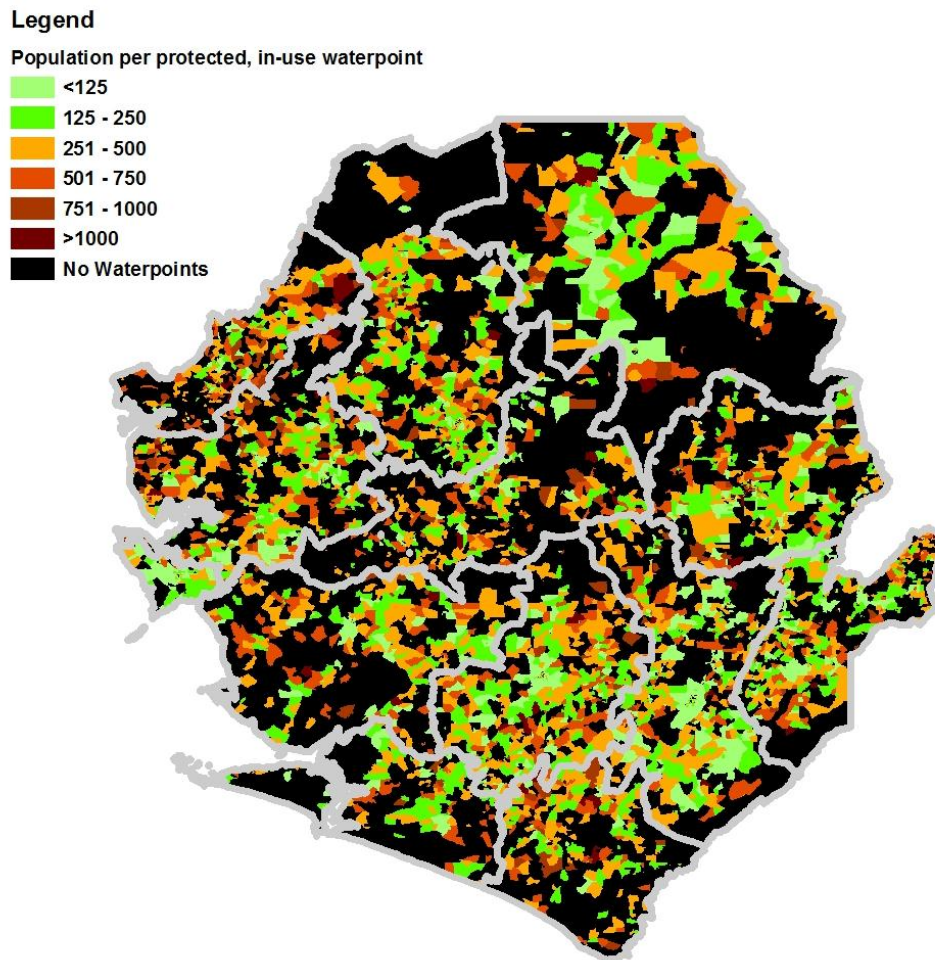 Legend
Population per protected, in-use waterpoint
<125
125 - 250
251 - 500
501 - 750
751 - 1000
>1000
No Waterpoints